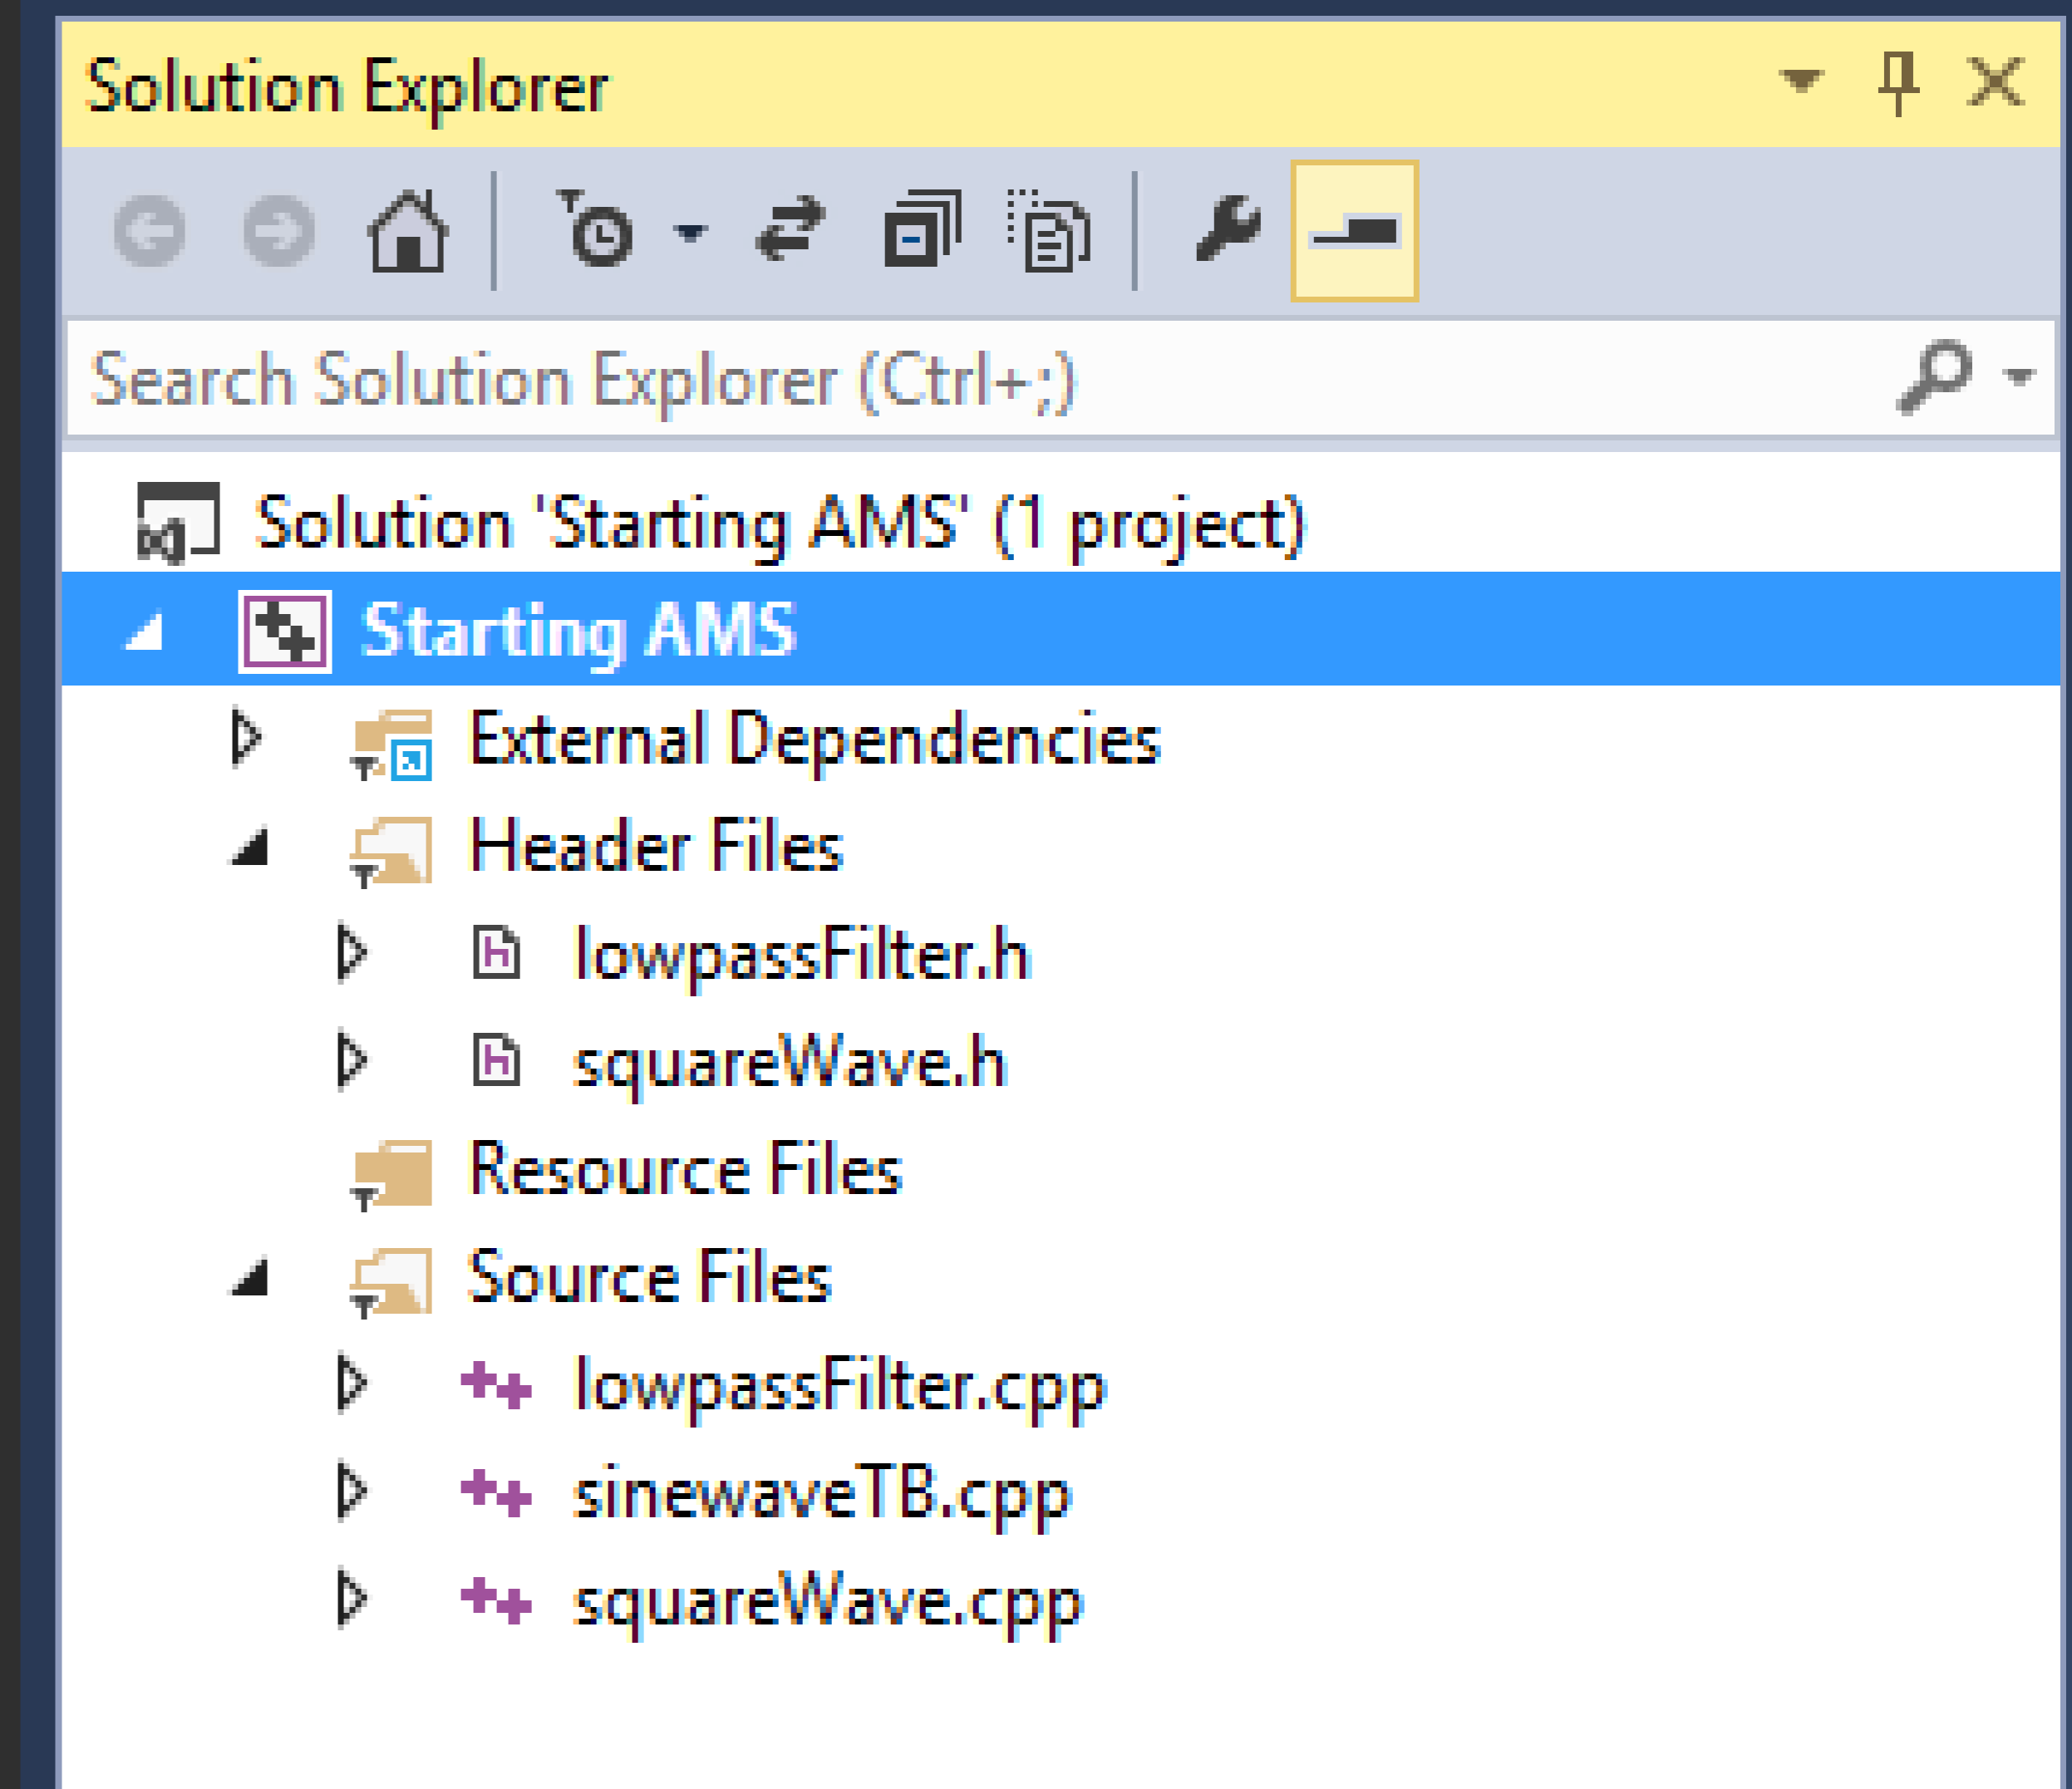 Solution Explorer
Search Solution Explorer (Ctrl+;)
Solution 'Starting AMS' (1 project)
Starting AMS
External Dependencies
Header Files
lowpassFilter.h
squareWave.h
Resource Files
Source Files
lowpassFilter.cpp
sinewaveTB.cpp
squareWave.cpp